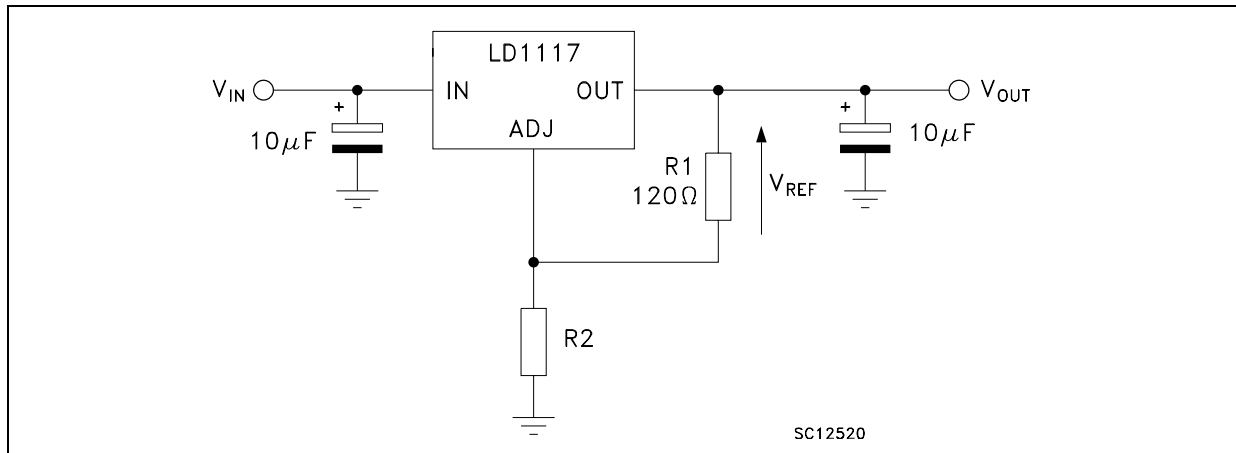 LD1117
V_IN
IN
OUT
V_OUT
ADJ
+
10μF
R1
120Ω
V_REF
+
10μF
R2
SC12520